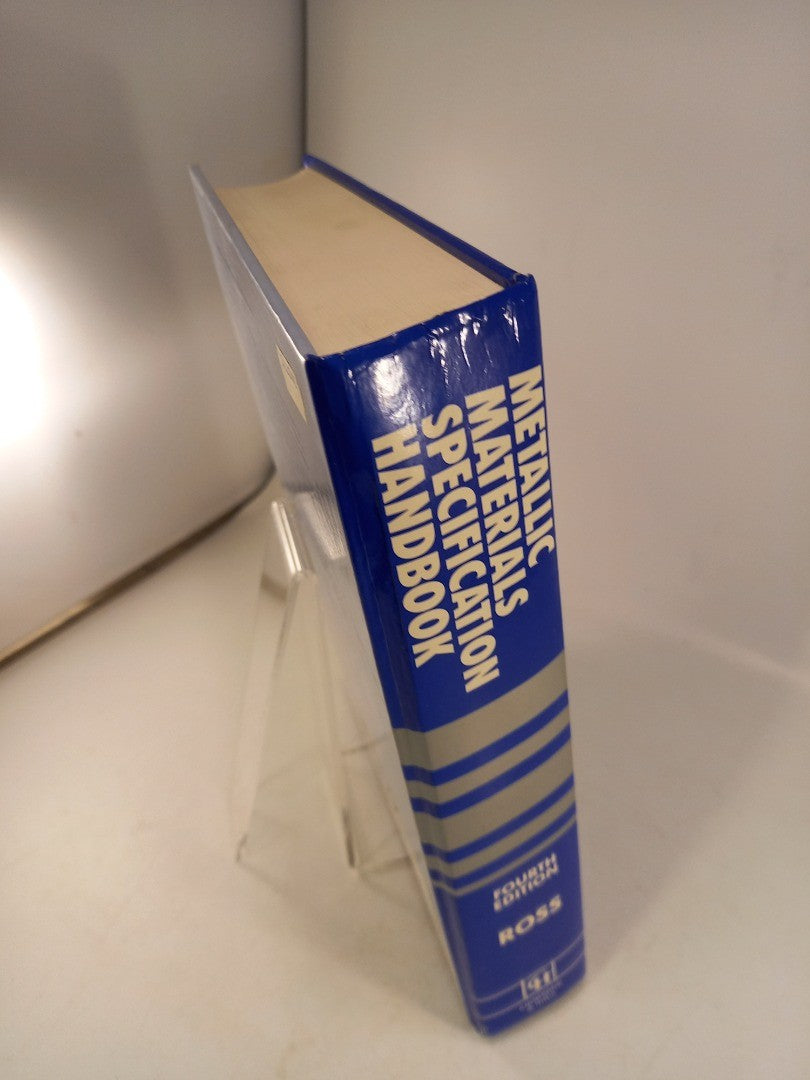 METALLIC
MATERIALS
SPECIFICATION
HANDBOOK
FOURTH
EDITION
ROSS